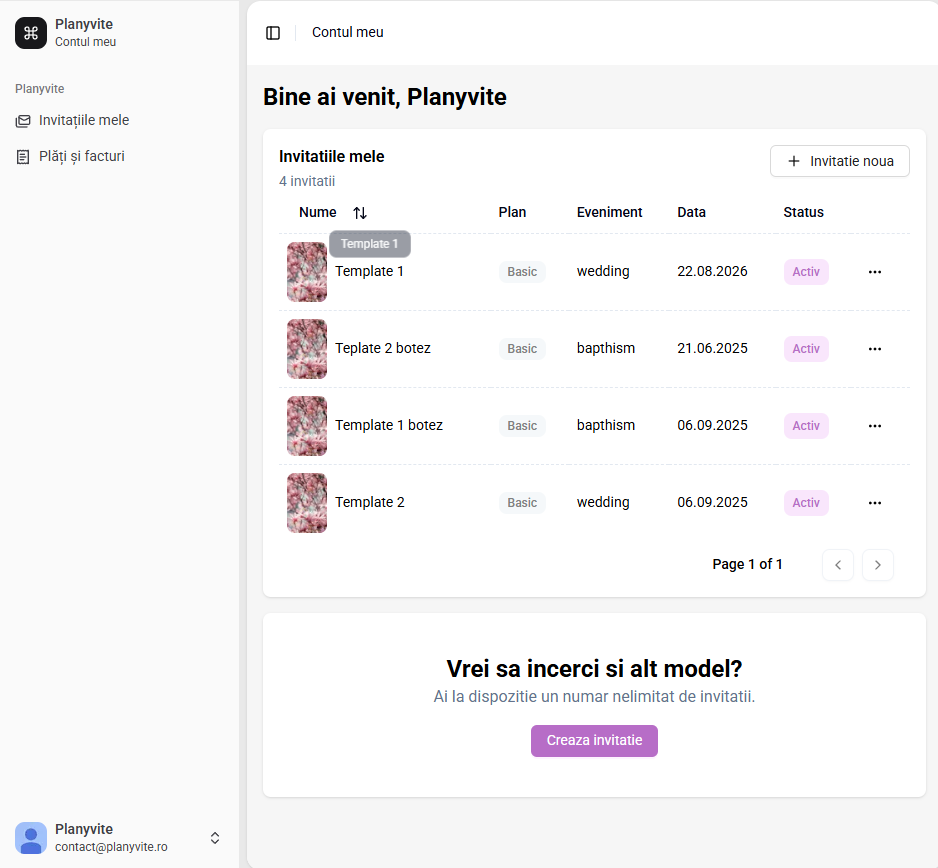 Planyvite
Contul meu
Planyvite
Invitațiile mele
Plăți și facturi
Planyvite
contact@planyvite.ro
Contul meu
Bine ai venit, Planyvite
Invitatiile mele
4 invitatii
Invitatie noua
Nume Plan Eveniment Data Status
Template 1
Template 1 Basic wedding 22.08.2026 Activ
Teplate 2 botez Basic bapthism 21.06.2025 Activ
Template 1 botez Basic bapthism 06.09.2025 Activ
Template 2 Basic wedding 06.09.2025 Activ
Page 1 of 1
Vrei sa incerci si alt model?
Ai la dispozitie un numar nelimitat de invitatii.
Creaza invitatie